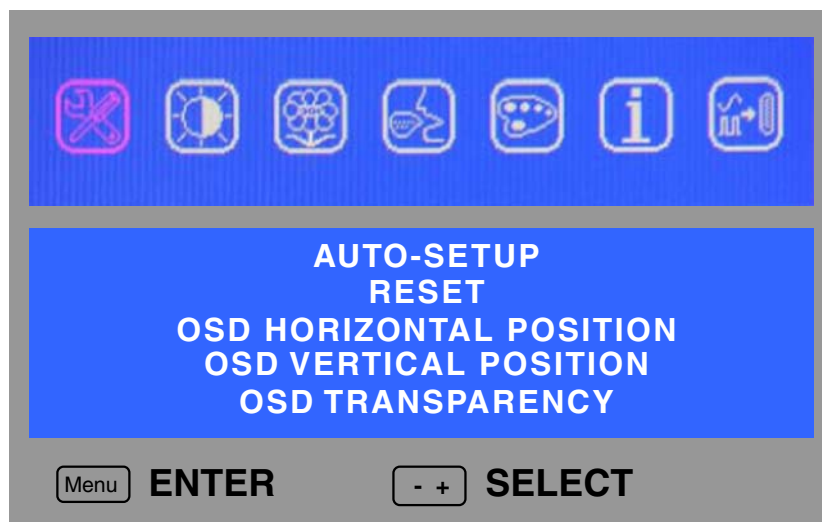 AUTO-SETUP
RESET
OSD HORIZONTAL POSITION
OSD VERTICAL POSITION
OSD TRANSPARENCY
Menu ENTER - + SELECT